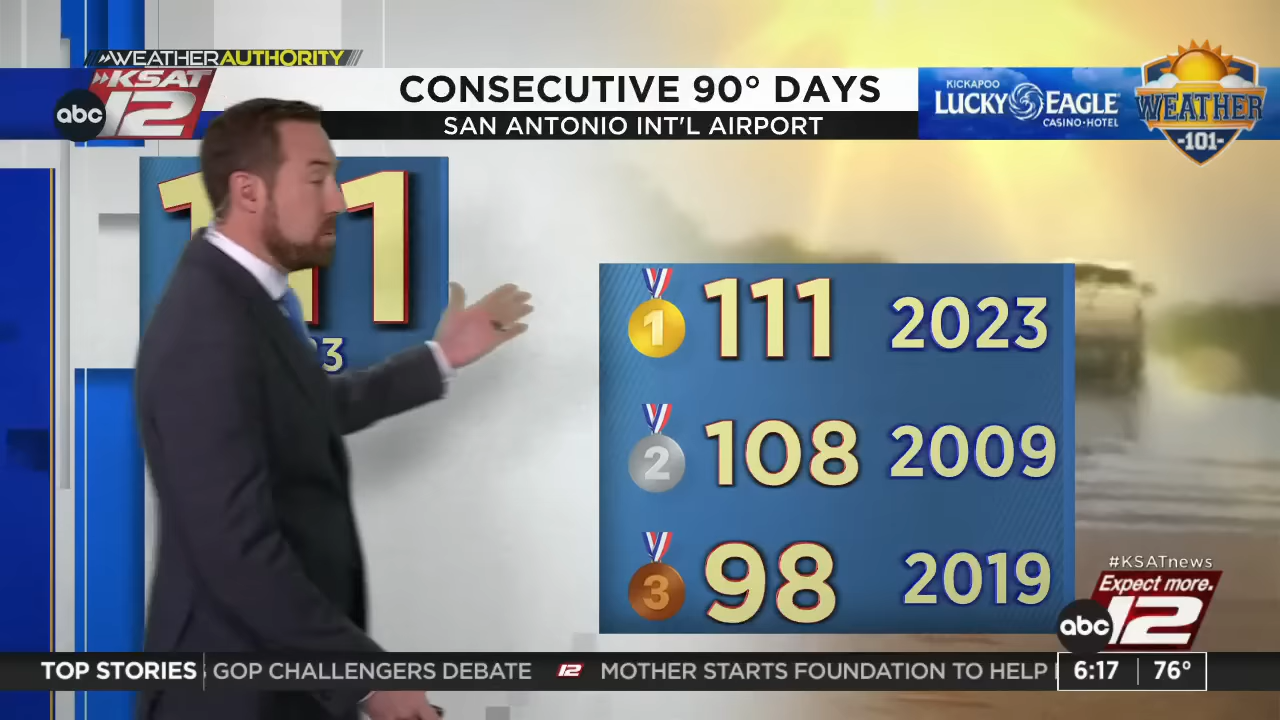 WEATHERAUTHORITY
KSAT
abc 12
CONSECUTIVE 90° DAYS
SAN ANTONIO INT'L AIRPORT
KICKAPOO
LUCKY EAGLE
CASINO•HOTEL
WEATHER
-101-
1 111 2023
2 108 2009
3 98 2019
#KSATnews
Expect more.
abc 12
TOP STORIES GOP CHALLENGERS DEBATE 12 MOTHER STARTS FOUNDATION TO HELP
6:17 76°